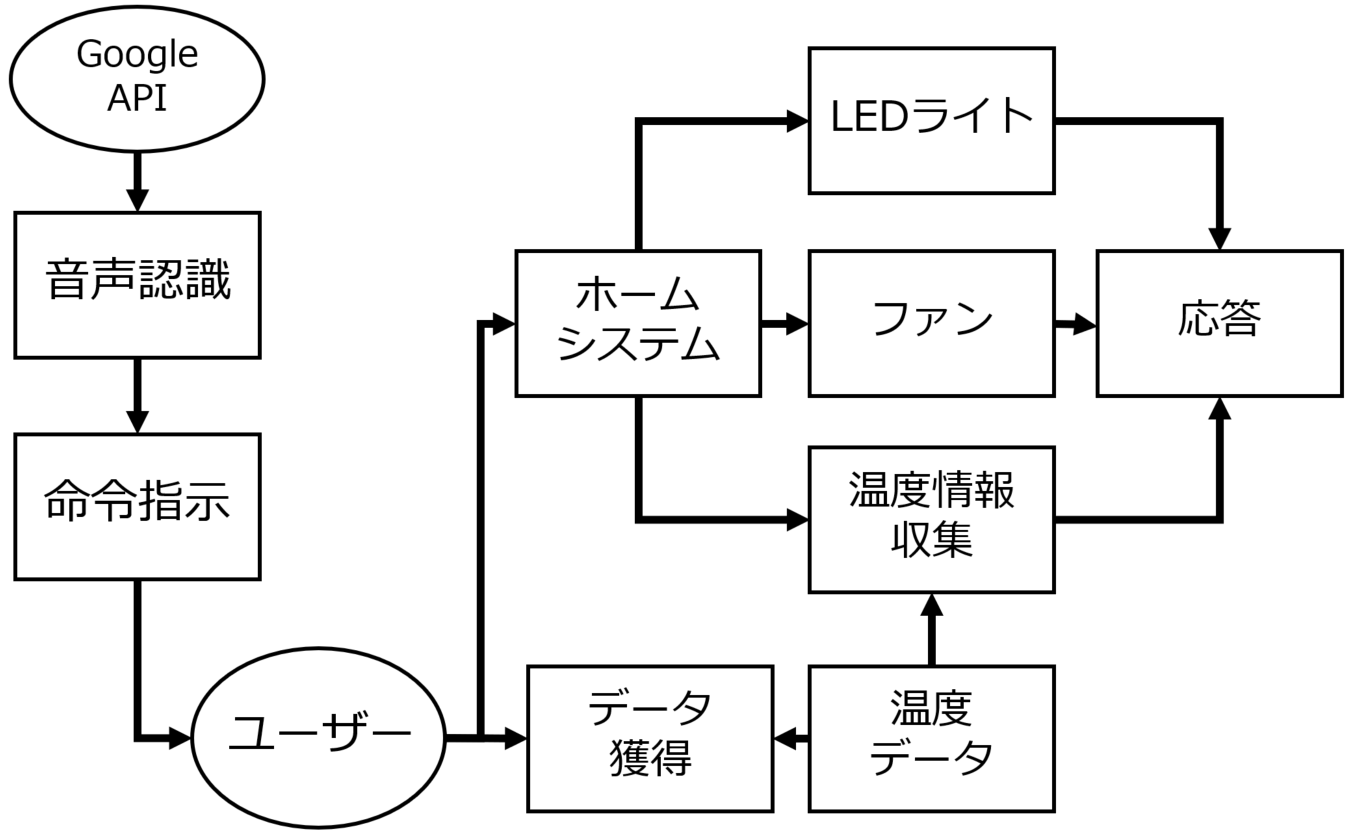 Google
API
音声認識
命令指示
ユーザー
ホーム
システム
LEDライト
ファン
温度情報
収集
応答
データ
獲得
温度
データ